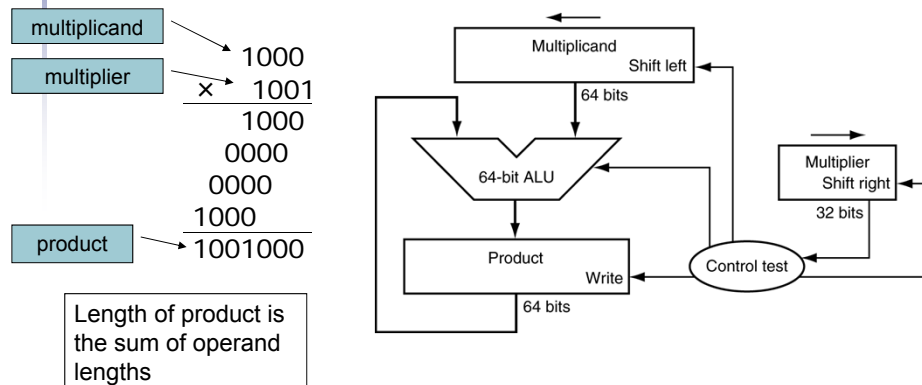 multiplicand
multiplier
1000
× 1001
1000
0000
0000
1000
product
1001000
Length of product is
the sum of operand
lengths
Multiplicand
Shift left
64 bits
64-bit ALU
Multiplier
Shift right
32 bits
Product
Write
Control test
64 bits